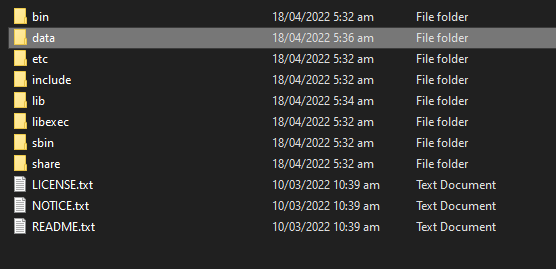 bin 18/04/2022 5:32 am File folder
data 18/04/2022 5:36 am File folder
etc 18/04/2022 5:32 am File folder
include 18/04/2022 5:32 am File folder
lib 18/04/2022 5:34 am File folder
libexec 18/04/2022 5:32 am File folder
sbin 18/04/2022 5:32 am File folder
share 18/04/2022 5:32 am File folder
LICENSE.txt 10/03/2022 10:39 am Text Document
NOTICE.txt 10/03/2022 10:39 am Text Document
README.txt 10/03/2022 10:39 am Text Document